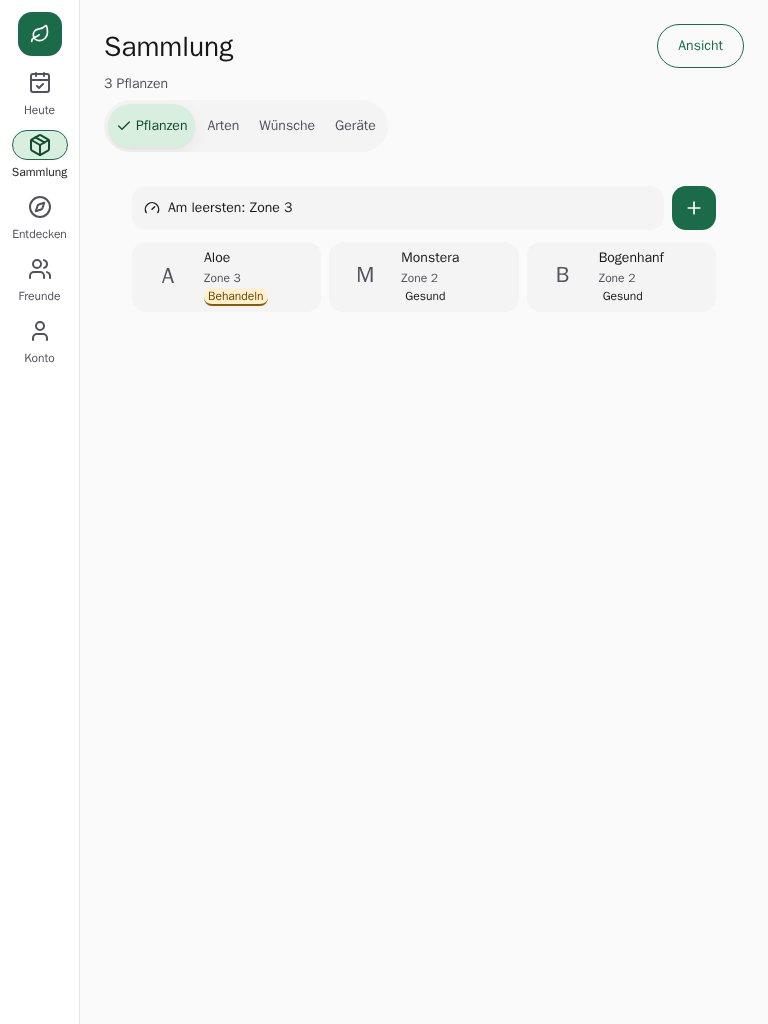 Heute
Sammlung
Entdecken
Freunde
Konto
Sammlung
Ansicht
3 Pflanzen
Pflanzen Arten Wünsche Geräte
Am leersten: Zone 3
A
Aloe
Zone 3
Behandeln
M
Monstera
Zone 2
Gesund
B
Bogenhanf
Zone 2
Gesund